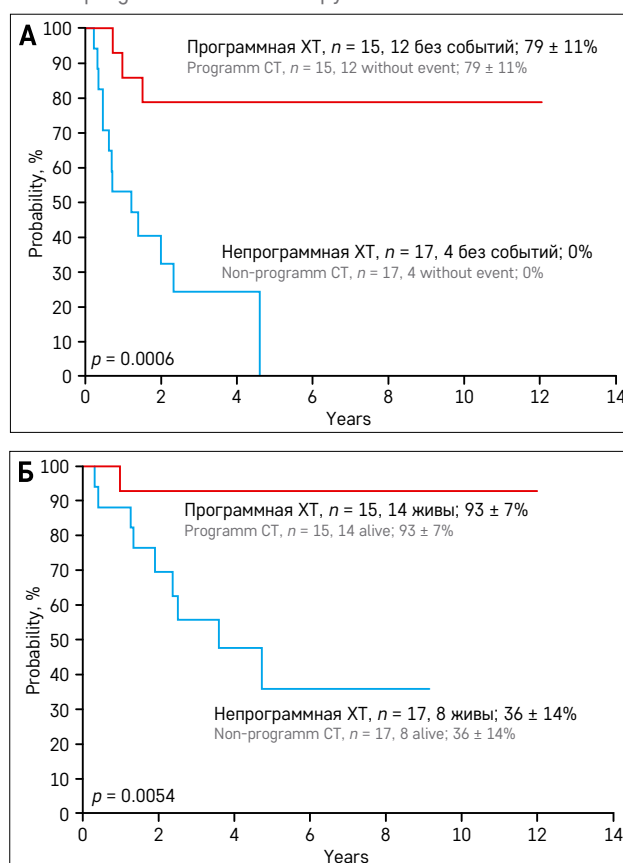 А
Программная ХТ, n = 15, 12 без событий; 79 ± 11%
Programm CT, n = 15, 12 without event; 79 ± 11%
Непрограммная ХТ, n = 17, 4 без событий; 0%
Non-programm CT, n = 17, 4 without event; 0%
p = 0.0006
Probability, %
100
90
80
70
60
50
40
30
20
10
0
0 2 4 6 8 10 12 14
Years
Б
Программная ХТ, n = 15, 14 живы; 93 ± 7%
Programm CT, n = 15, 14 alive; 93 ± 7%
Непрограммная ХТ, n = 17, 8 живы; 36 ± 14%
Non-programm CT, n = 17, 8 alive; 36 ± 14%
p = 0.0054
Probability, %
100
90
80
70
60
50
40
30
20
10
0
0 2 4 6 8 10 12 14
Years